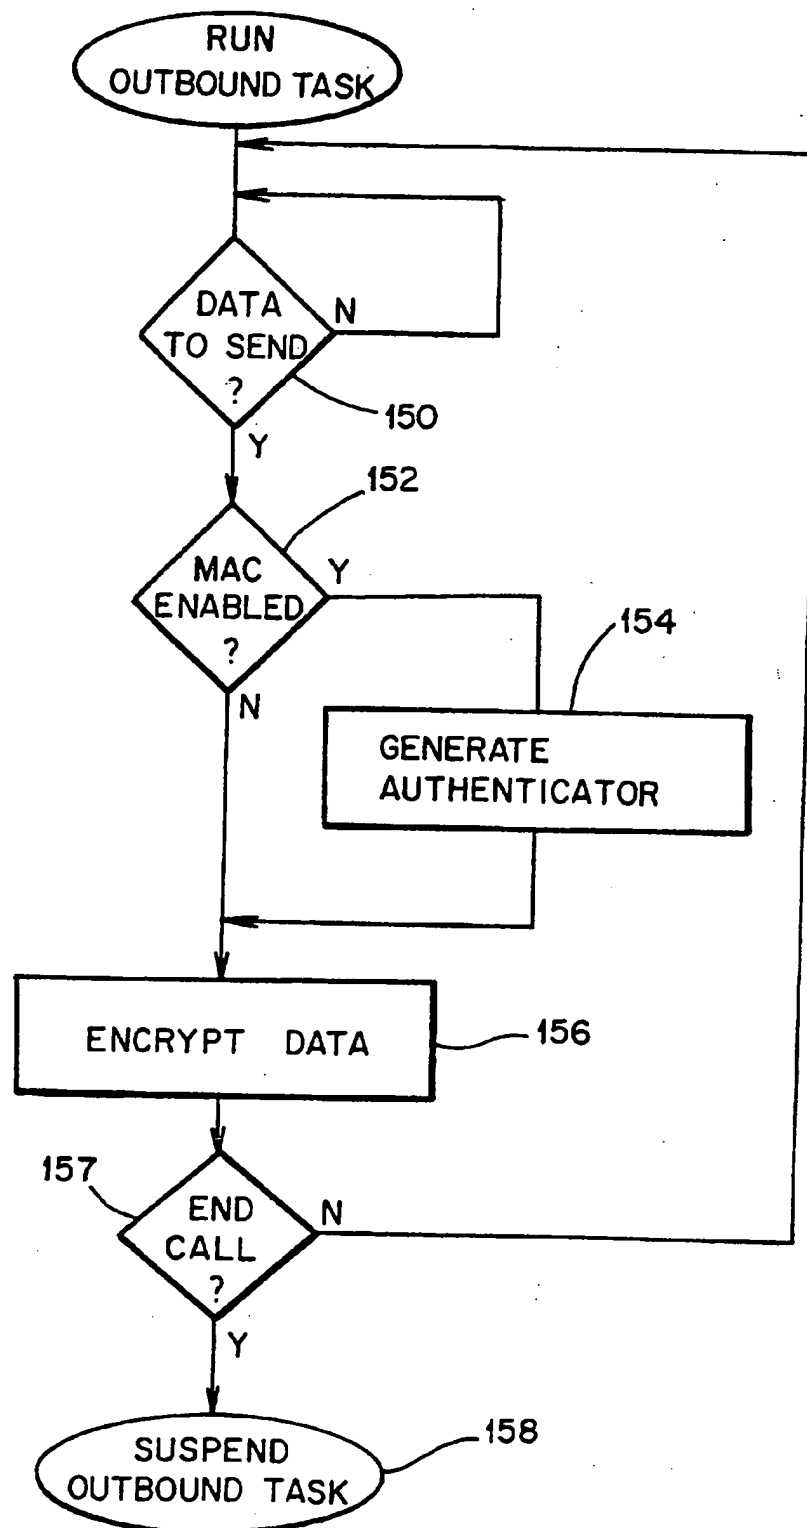 RUN
OUTBOUND TASK
DATA
TO SEND
?
N
150
Y
152
MAC
ENABLED
?
Y
154
N
GENERATE
AUTHENTICATOR
ENCRYPT DATA
156
157
END
CALL
?
N
Y
SUSPEND
OUTBOUND TASK
158